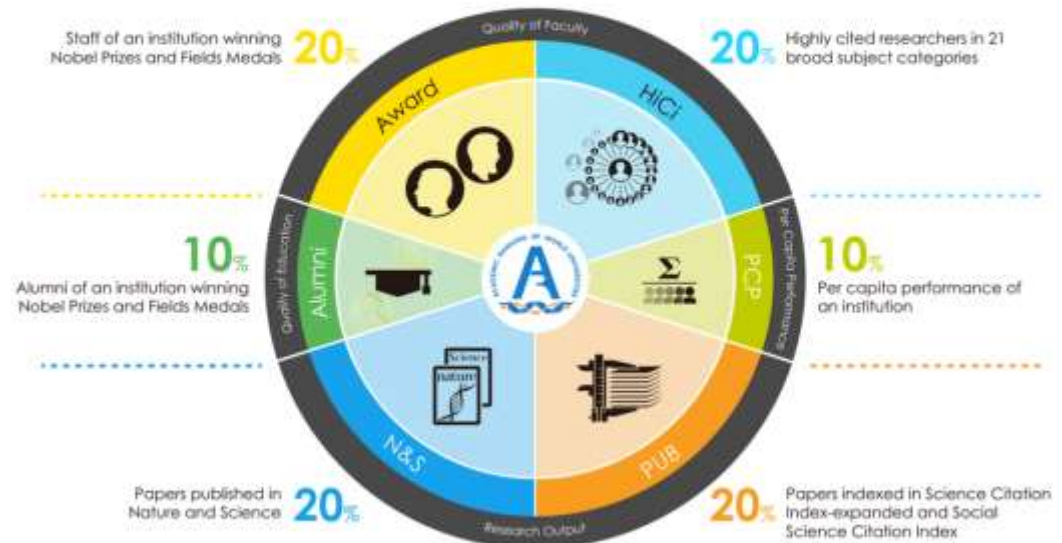 Quality of Faculty
Staff of an institution winning
Nobel Prizes and Fields Medals
20%
20%
Highly cited researchers in 21
broad subject categories
Award
HiCi
Quality of Education
10%
Alumni of an institution winning
Nobel Prizes and Fields Medals
Alumni
A
PCP
Per Capita Performance
10%
Per capita performance of
an institution
Science
nature
N&S
PUB
Papers published in
Nature and Science
20%
20%
Papers indexed in Science Citation
Index-expanded and Social
Science Citation Index
Research Output